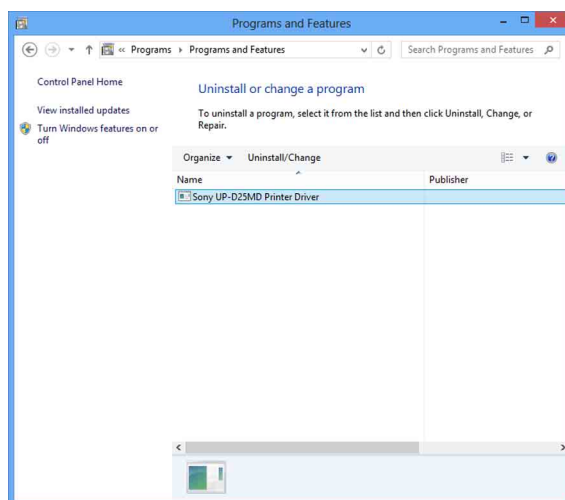 Programs and Features
« Programs Programs and Features
Search Programs and Features
Control Panel Home
View installed updates
Turn Windows features on or
off
Uninstall or change a program
To uninstall a program, select it from the list and then click Uninstall, Change, or
Repair.
Organize Uninstall/Change
Name Publisher
Sony UP-D25MD Printer Driver